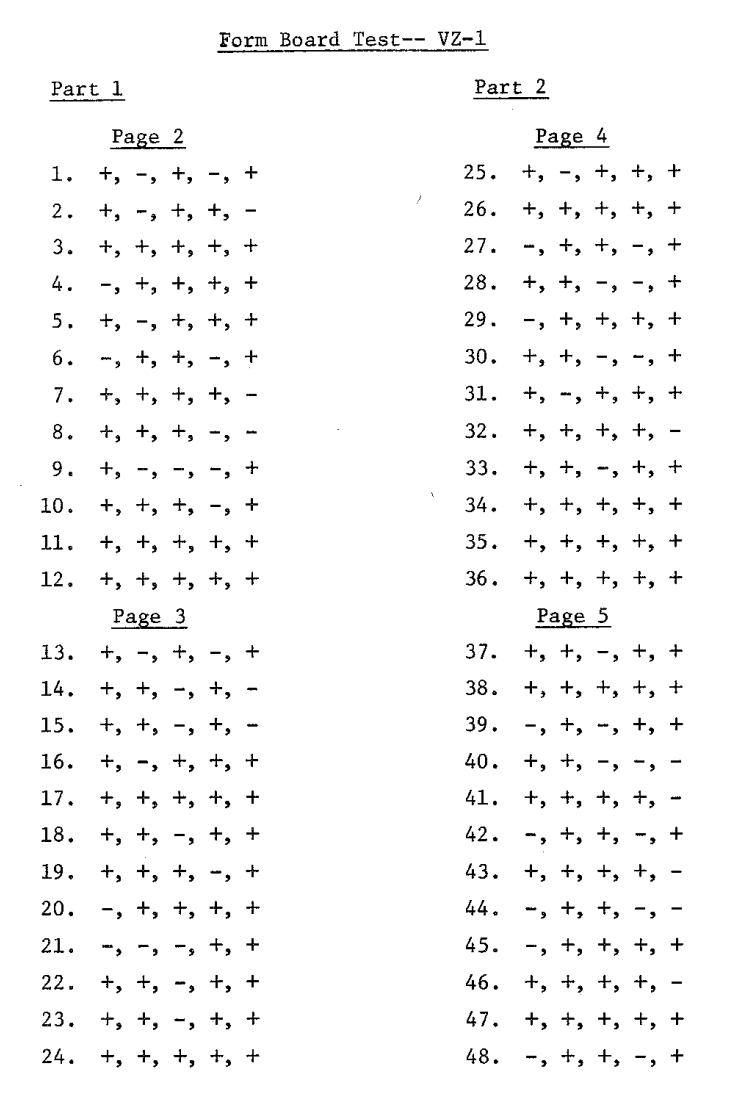 Form Board Test-- VZ-1
Part 1
Page 2
1. +, -, +, -, +
2. +, -, +, +, -
3. +, +, +, +, +
4. -, +, +, +, +
5. +, -, +, +, +
6. -, +, +, -, +
7. +, +, +, +, -
8. +, +, +, -, -
9. +, -, -, -, +
10. +, +, +, -, +
11. +, +, +, +, +
12. +, +, +, +, +
Page 3
13. +, -, +, -, +
14. +, +, -, +, -
15. +, +, -, +, -
16. +, -, +, +, +
17. +, +, +, +, +
18. +, +, -, +, +
19. +, +, +, -, +
20. -, +, +, +, +
21. -, -, -, +, +
22. +, +, -, +, +
23. +, +, -, +, +
24. +, +, +, +, +
Part 2
Page 4
25. +, -, +, +, +
26. +, +, +, +, +
27. -, +, +, -, +
28. +, +, -, -, +
29. -, +, +, +, +
30. +, +, -, -, +
31. +, -, +, +, +
32. +, +, +, +, -
33. +, +, -, +, +
34. +, +, +, +, +
35. +, +, +, +, +
36. +, +, +, +, +
Page 5
37. +, +, -, +, +
38. +, +, +, +, +
39. -, +, -, +, +
40. +, +, -, -, -
41. +, +, +, +, -
42. -, +, +, -, +
43. +, +, +, +, -
44. -, +, +, -, -
45. -, +, +, +, +
46. +, +, +, +, -
47. +, +, +, +, +
48. -, +, +, -, +